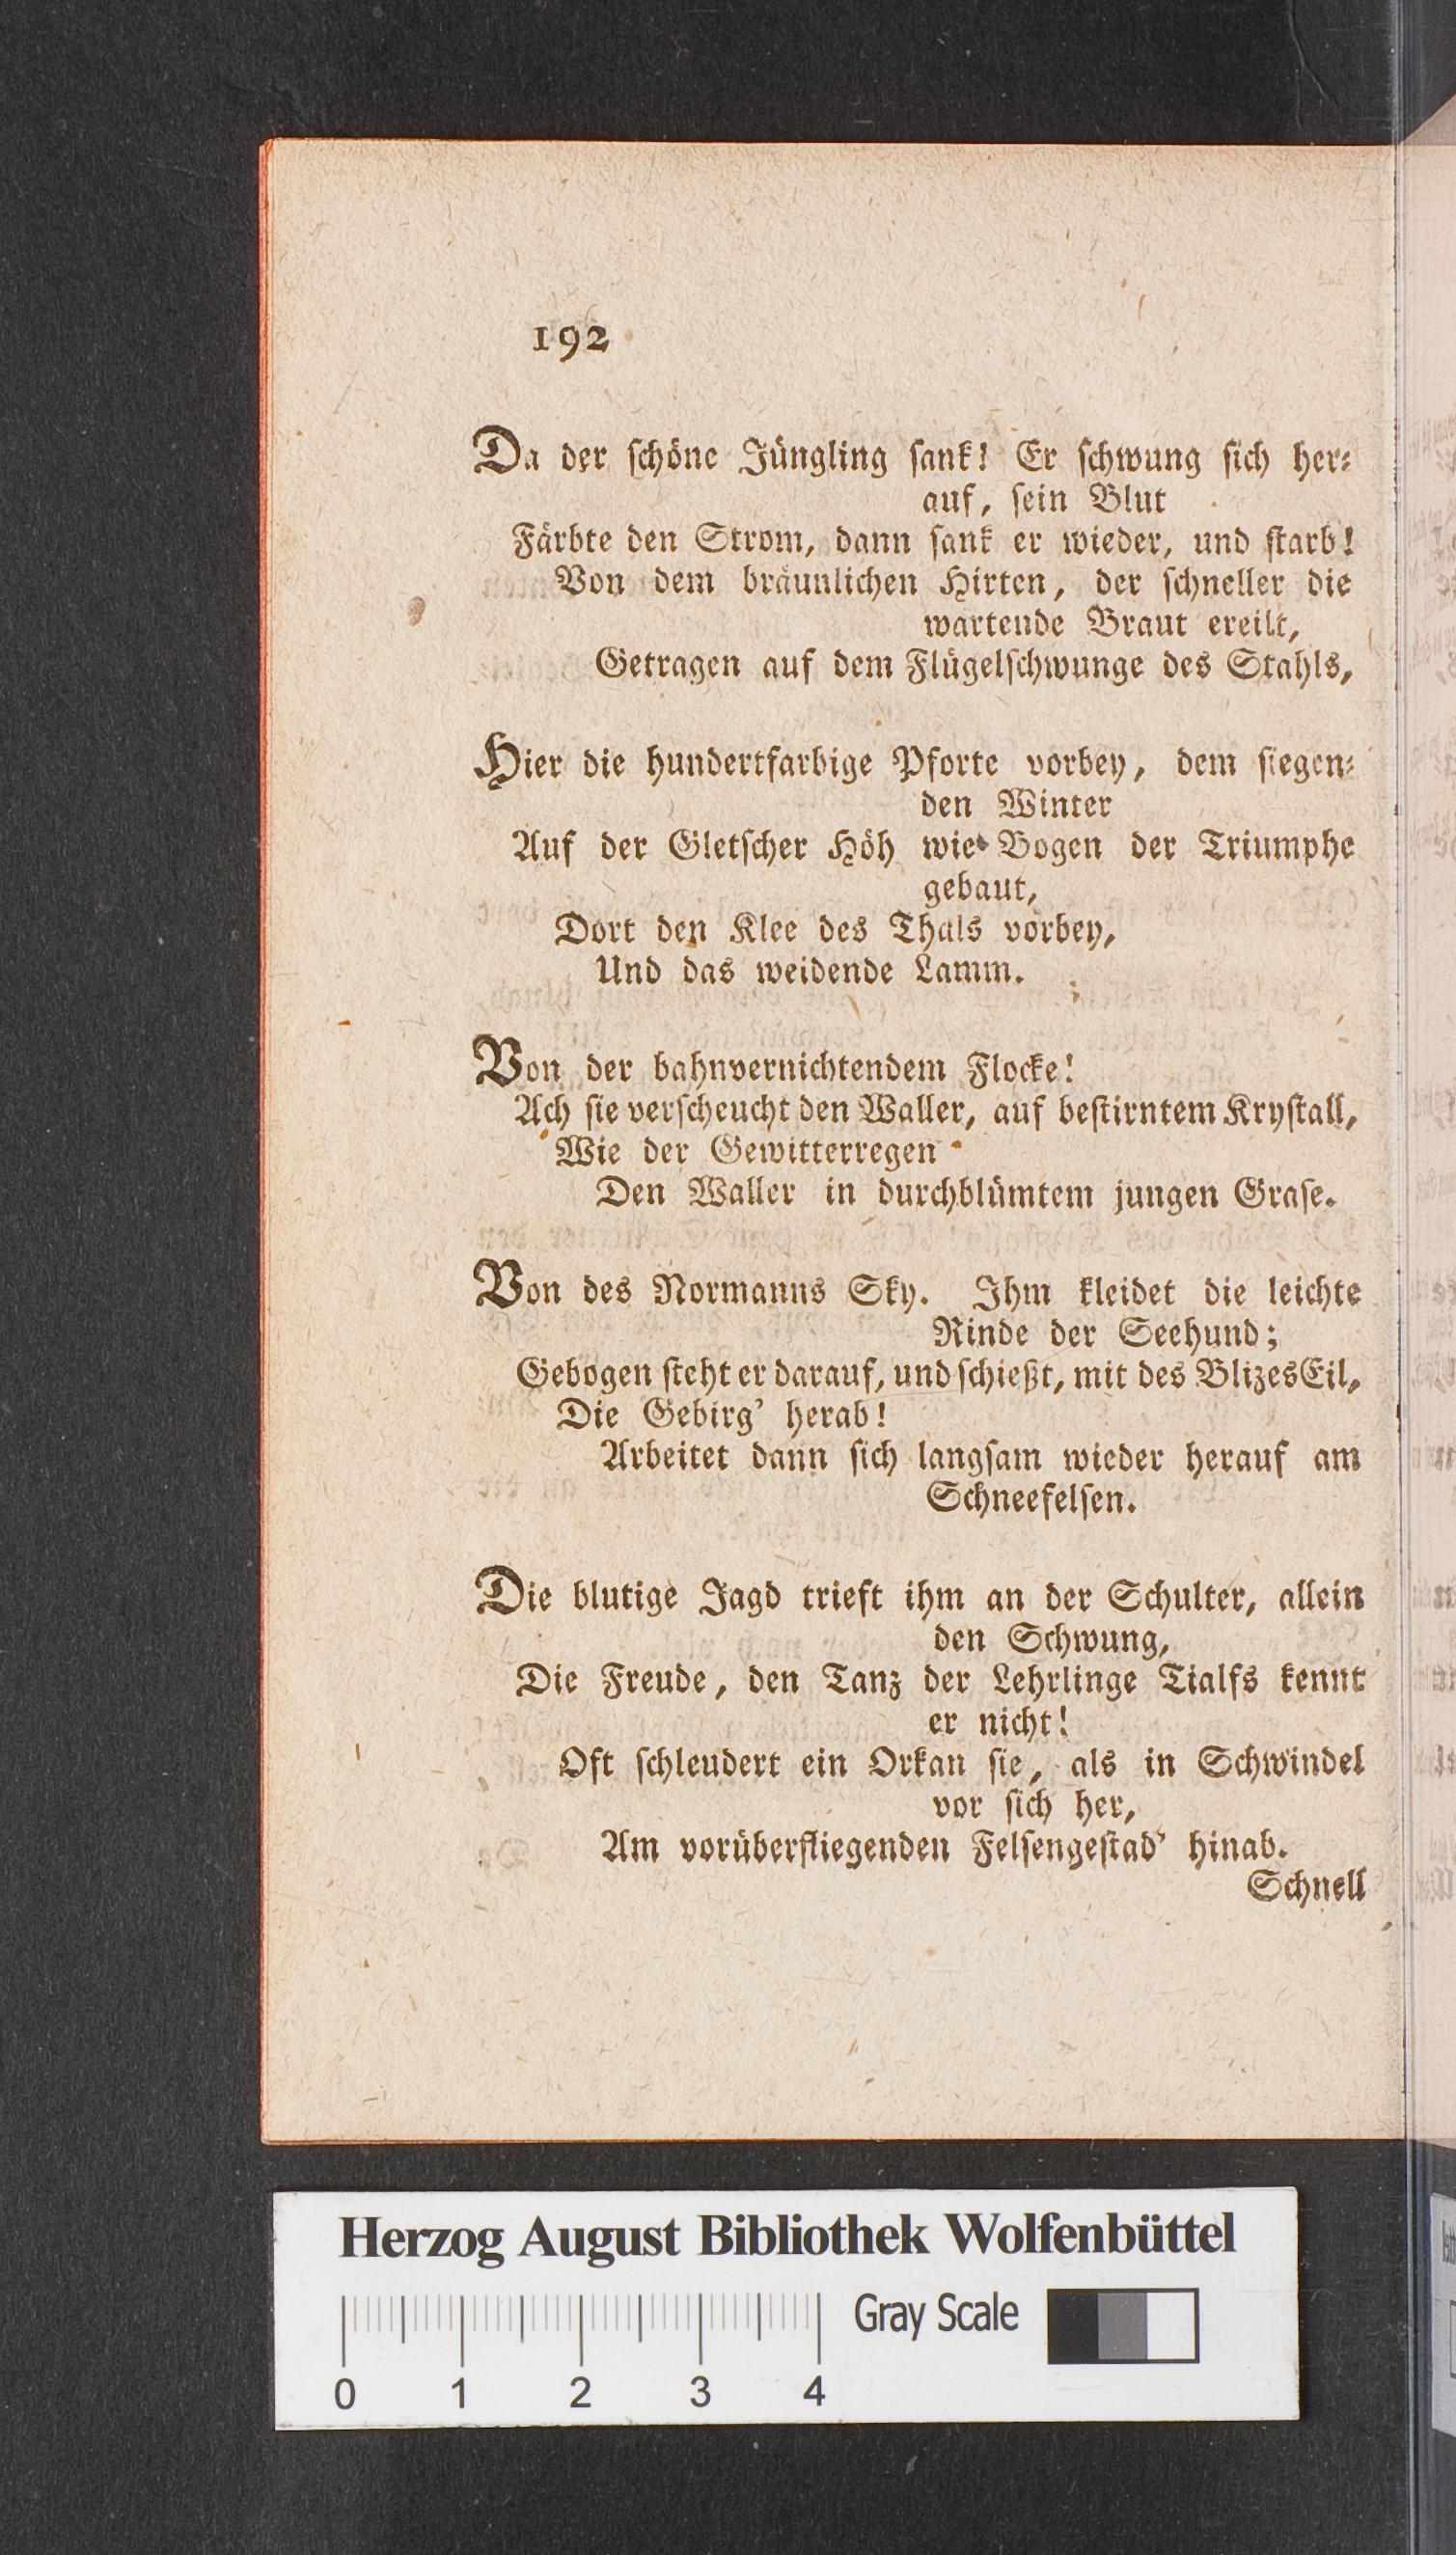 192
Da der ſchöne Jüngling ſank! Er ſchwung ſich her⸗
auf, ſein Blut
Färbte den Strom, dann ſank er wieder, und ſtarb!
Von dem bräunlichen Hirten, der ſchneller die
wartende Braut ereilt,
Getragen auf dem Flügelſchwunge des Stahls,
Hier die hundertfarbige Pforte vorbey, dem ſiegen⸗
den Winter
Auf der Gletſcher Höh wie Bogen der Triumphe
gebaut,
Dort den Klee des Thals vorbey,
Und das weidende Lamm.
Von der bahnvernichtendem Flocke!
Ach ſie verſcheucht den Waller, auf beſtirntem Kryſtall,
Wie der Gewitterregen
Den Waller in durchblümtem jungen Graſe.
Von des Normanns Sky. Ihm kleidet die leichte
Rinde der Seehund;
Gebogen ſteht er darauf, und ſchießt, mit des Blizes Eil,
Die Gebirg' herab!
Arbeitet dann ſich langſam wieder herauf am
Schneefelſen.
Die blutige Jagd trieft ihm an der Schulter, allein
den Schwung,
Die Freude, den Tanz der Lehrlinge Tialfs kennt
er nicht!
Oft ſchleudert ein Orkan ſie, als in Schwindel
vor ſich her,
Am vorüberfliegenden Felſengeſtad' hinab.
Schnell
Herzog August Bibliothek Wolfenbüttel
Gray Scale
0 1 2 3 4